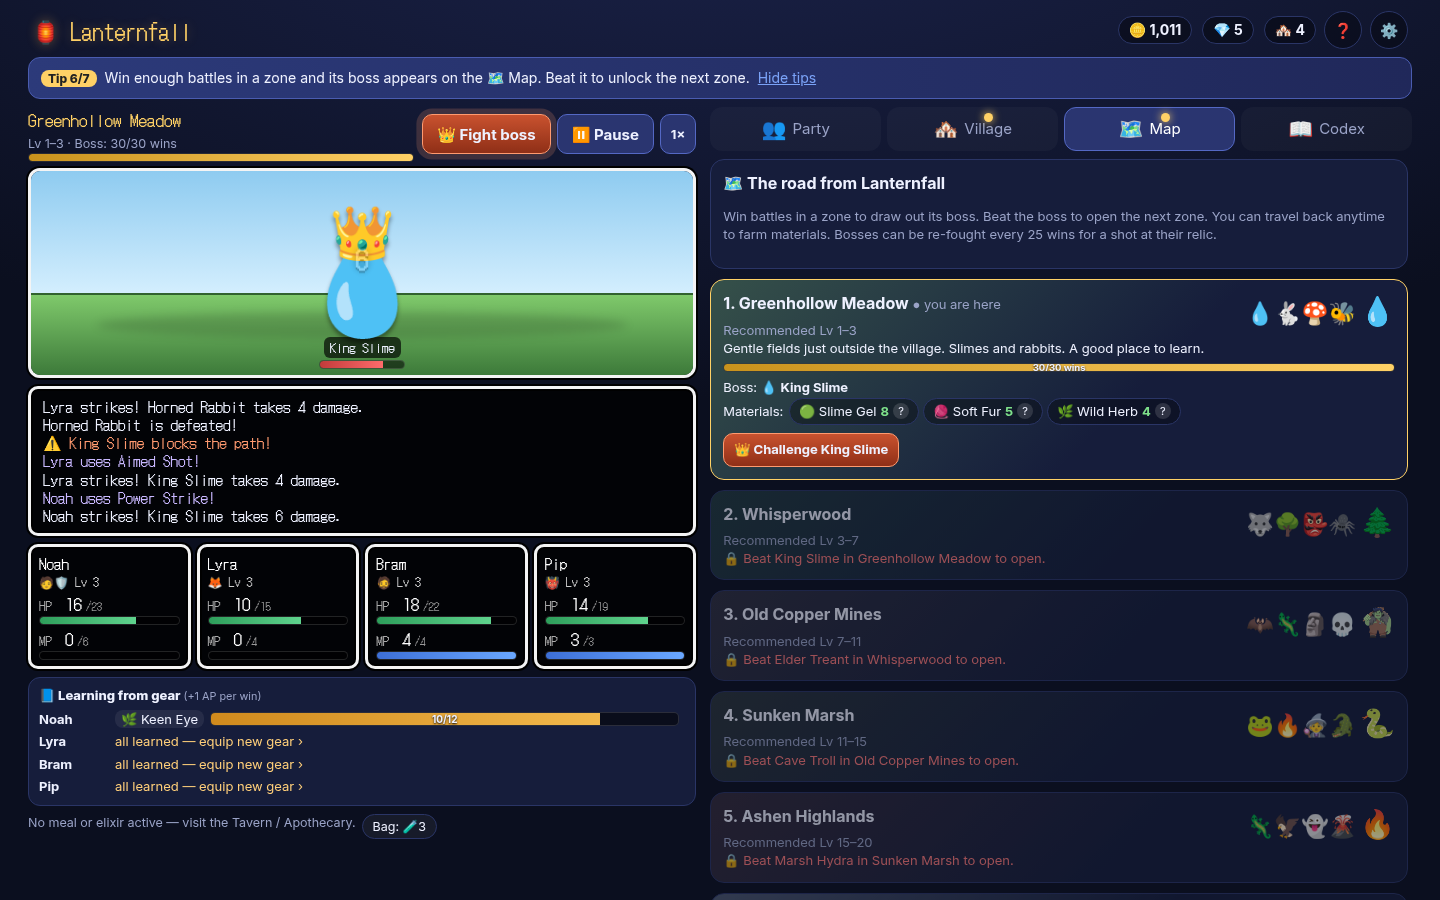 Lanternfall
1,011
5
4
Tip 6/7 Win enough battles in a zone and its boss appears on the Map. Beat it to unlock the next zone. Hide tips
Greenhollow Meadow
Lv 1–3 · Boss: 30/30 wins
Fight boss
Pause
1×
King Slime
Lyra strikes! Horned Rabbit takes 4 damage.
Horned Rabbit is defeated!
King Slime blocks the path!
Lyra uses Aimed Shot!
Lyra strikes! King Slime takes 4 damage.
Noah uses Power Strike!
Noah strikes! King Slime takes 6 damage.
Noah
Lv 3
HP 16 /23
MP 0 /6
Lyra
Lv 3
HP 10 /15
MP 0 /4
Bram
Lv 3
HP 18 /22
MP 4 /4
Pip
Lv 3
HP 14 /19
MP 3 /3
Learning from gear (+1 AP per win)
Noah Keen Eye 10/12
Lyra all learned — equip new gear ›
Bram all learned — equip new gear ›
Pip all learned — equip new gear ›
No meal or elixir active — visit the Tavern / Apothecary. Bag: 3
Party
Village
Map
Codex
The road from Lanternfall
Win battles in a zone to draw out its boss. Beat the boss to open the next zone. You can travel back anytime
to farm materials. Bosses can be re-fought every 25 wins for a shot at their relic.
1. Greenhollow Meadow ● you are here
Recommended Lv 1–3
Gentle fields just outside the village. Slimes and rabbits. A good place to learn.
30/30 wins
Boss: King Slime
Materials: Slime Gel 8 ? Soft Fur 5 ? Wild Herb 4 ?
Challenge King Slime
2. Whisperwood
Recommended Lv 3–7
Beat King Slime in Greenhollow Meadow to open.
3. Old Copper Mines
Recommended Lv 7–11
Beat Elder Treant in Whisperwood to open.
4. Sunken Marsh
Recommended Lv 11–15
Beat Cave Troll in Old Copper Mines to open.
5. Ashen Highlands
Recommended Lv 15–20
Beat Marsh Hydra in Sunken Marsh to open.